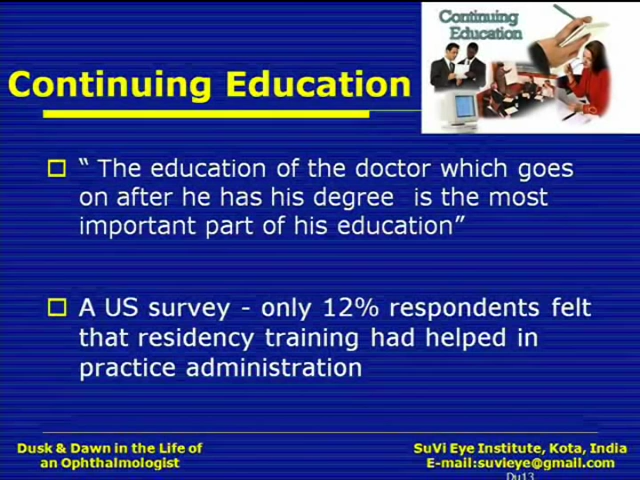 Continuing
Education
Continuing Education
“ The education of the doctor which goes
on after he has his degree is the most
important part of his education”
A US survey - only 12% respondents felt
that residency training had helped in
practice administration
Dusk & Dawn in the Life of
an Ophthalmologist
SuVi Eye Institute, Kota, India
E-mail:suvieye@gmail.com
Du13